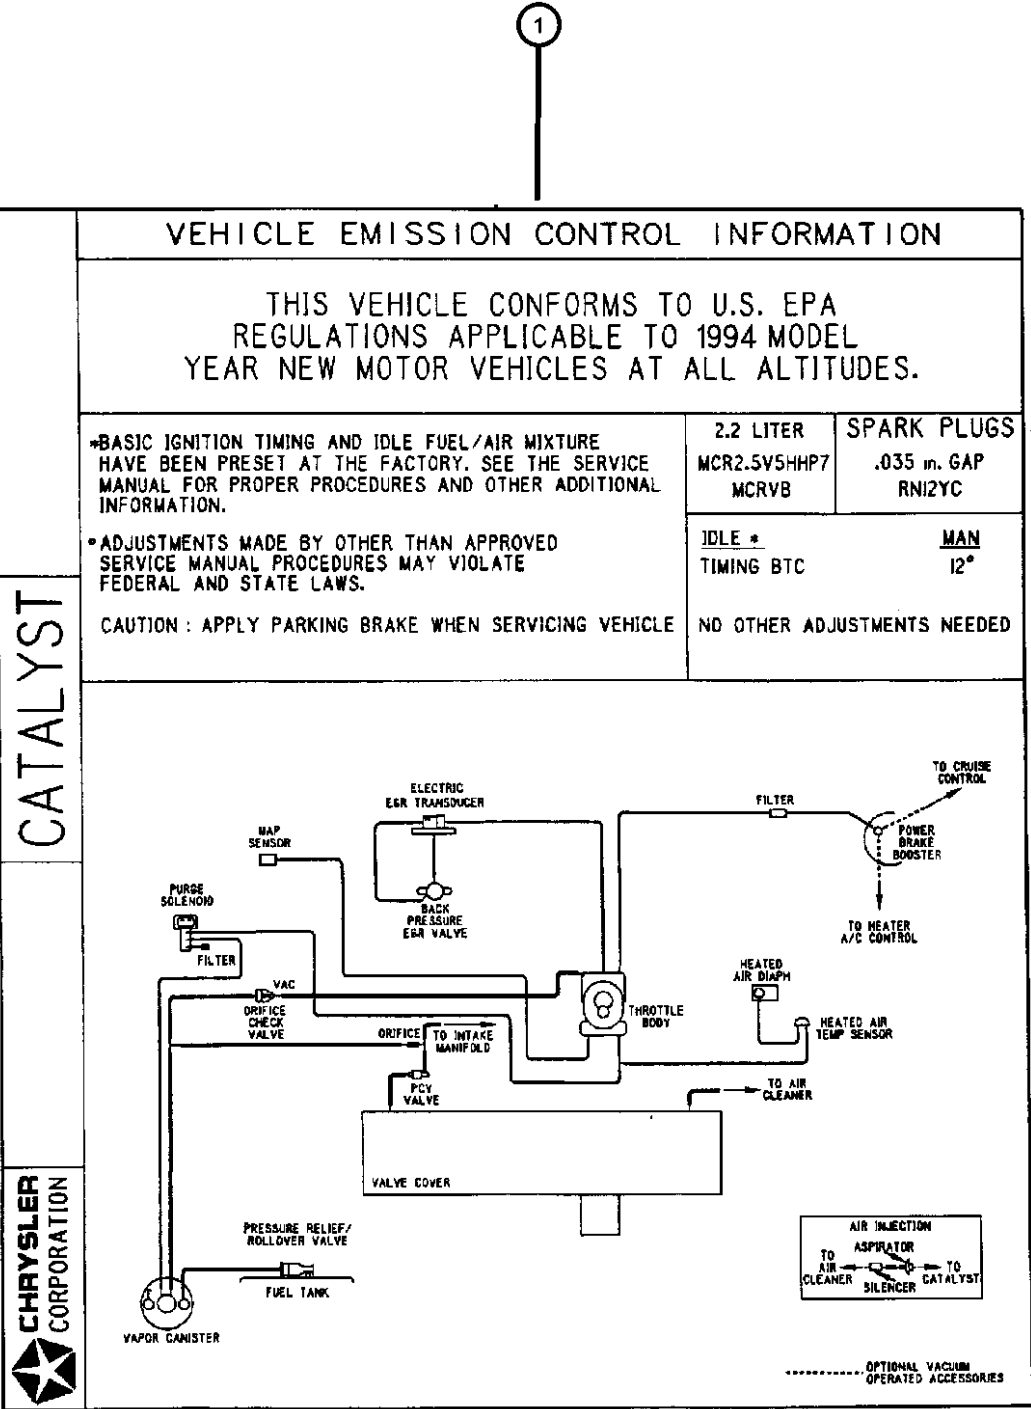 1
VEHICLE EMISSION CONTROL INFORMATION
THIS VEHICLE CONFORMS TO U.S. EPA
REGULATIONS APPLICABLE TO 1994 MODEL
YEAR NEW MOTOR VEHICLES AT ALL ALTITUDES.
*BASIC IGNITION TIMING AND IDLE FUEL/AIR MIXTURE
HAVE BEEN PRESET AT THE FACTORY. SEE THE SERVICE
MANUAL FOR PROPER PROCEDURES AND OTHER ADDITIONAL
INFORMATION.
•ADJUSTMENTS MADE BY OTHER THAN APPROVED
SERVICE MANUAL PROCEDURES MAY VIOLATE
FEDERAL AND STATE LAWS.
CAUTION : APPLY PARKING BRAKE WHEN SERVICING VEHICLE
2.2 LITER
MCR2.5V5HHP7
MCRVB
SPARK PLUGS
.035 in. GAP
RN12YC
IDLE * MAN
TIMING BTC 12°
NO OTHER ADJUSTMENTS NEEDED
CATALYST
CHRYSLER
CORPORATION
TO CRUISE
CONTROL
ELECTRIC
EGR TRANSDUCER
FILTER
MAP
SENSOR
POWER
BRAKE
BOOSTER
PURGE
SOLENOID
BACK
PRESSURE
EGR VALVE
TO HEATER
A/C CONTROL
FILTER
HEATED
AIR DIAPH
VAC
ORIFICE
CHECK
VALVE
THROTTLE
BODY
HEATED AIR
TEMP SENSOR
ORIFICE
TO INTAKE
MANIFOLD
PCV
VALVE
TO AIR
CLEANER
VALVE COVER
PRESSURE RELIEF/
ROLLOVER VALVE
FUEL TANK
VAPOR CANISTER
AIR INJECTION
ASPIRATOR
TO
AIR
CLEANER
SILENCER
TO
CATALYST
OPTIONAL VACUUM
OPERATED ACCESSORIES